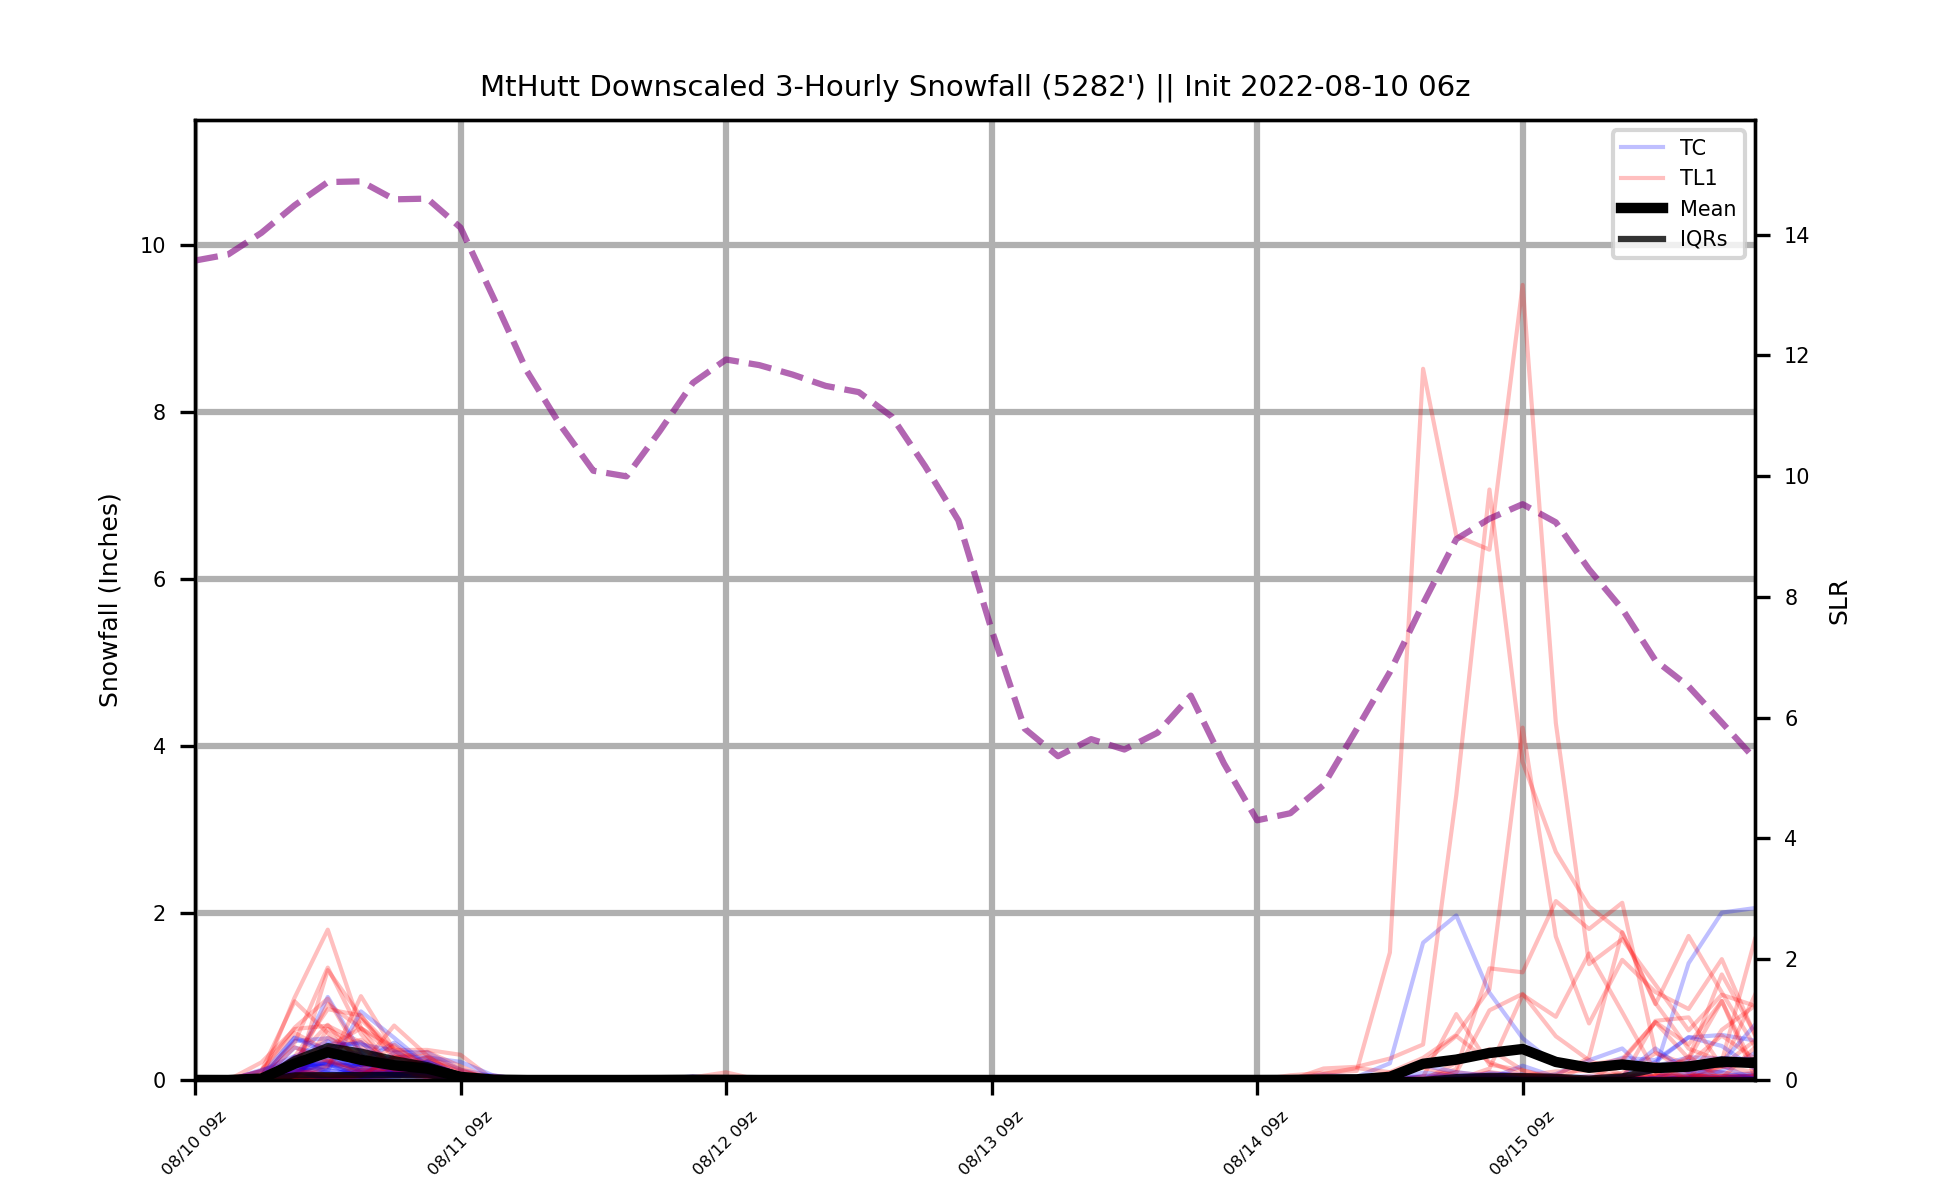 MtHutt Downscaled 3-Hourly Snowfall (5282') || Init 2022-08-10 06z
TC
TL1
Mean
IQRs
Snowfall (Inches)
10
8
6
4
2
0
14
12
10
8
6
4
2
0
SLR
08/10 09z
08/11 09z
08/12 09z
08/13 09z
08/14 09z
08/15 09z